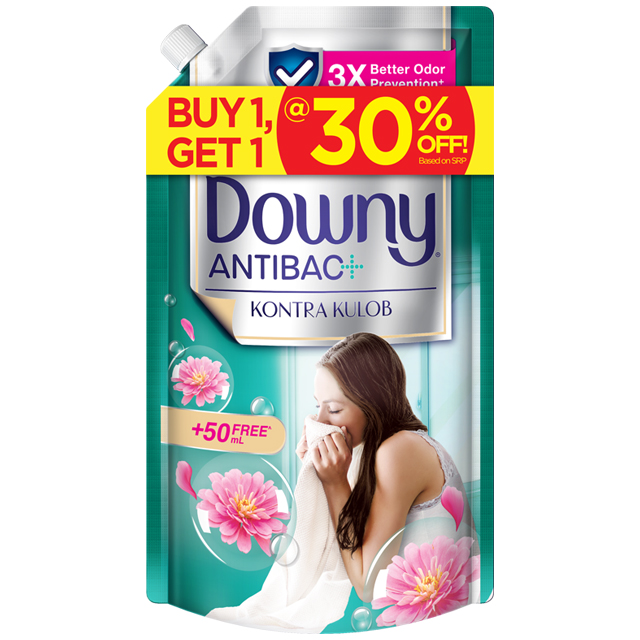 3X Better Odor
Prevention+
BUY 1,
GET 1
@ 30% OFF!
Based on SRP
Downy
ANTIBAC+
KONTRA KULOB
+50 mL FREE^